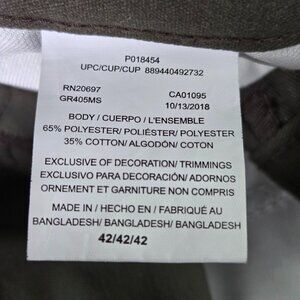 P018454
UPC/CUP/CUP 889440492732
RN20697 CA01095
GR405MS 10/13/2018
BODY / CUERPO / L'ENSEMBLE
65% POLYESTER/ POLIÉSTER/ POLYESTER
35% COTTON/ ALGODÓN/ COTON
EXCLUSIVE OF DECORATION/ TRIMMINGS
EXCLUSIVO PARA DECORACIÓN/ ADORNOS
ORNEMENT ET GARNITURE NON COMPRIS
MADE IN / HECHO EN / FABRIQUÉ AU
BANGLADESH/ BANGLADESH/ BANGLADESH
42/42/42